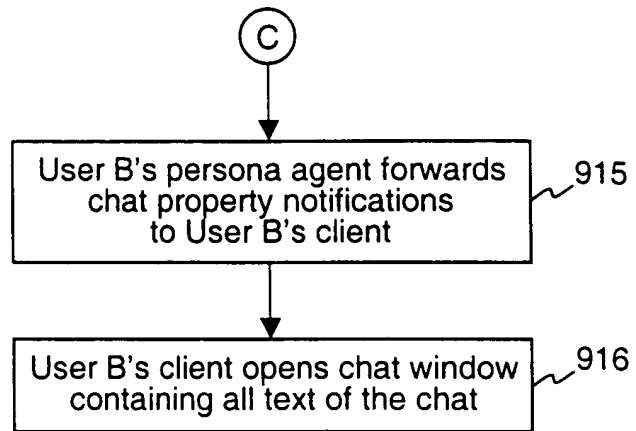 C
User B's persona agent forwards
chat property notifications
to User B's client
915
User B's client opens chat window
containing all text of the chat
916